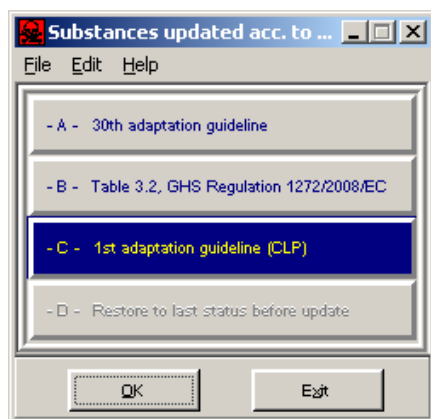 Substances updated acc. to ...
File Edit Help
- A - 30th adaptation guideline
- B - Table 3.2, GHS Regulation 1272/2008/EC
- C - 1st adaptation guideline (CLP)
- D - Restore to last status before update
OK Exit